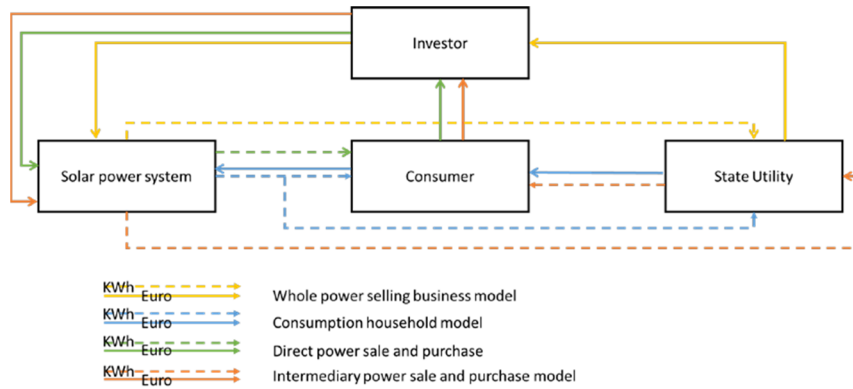 Investor
Solar power system
Consumer
State Utility
KWh
Euro
Whole power selling business model
KWh
Euro
Consumption household model
KWh
Euro
Direct power sale and purchase
KWh
Euro
Intermediary power sale and purchase model